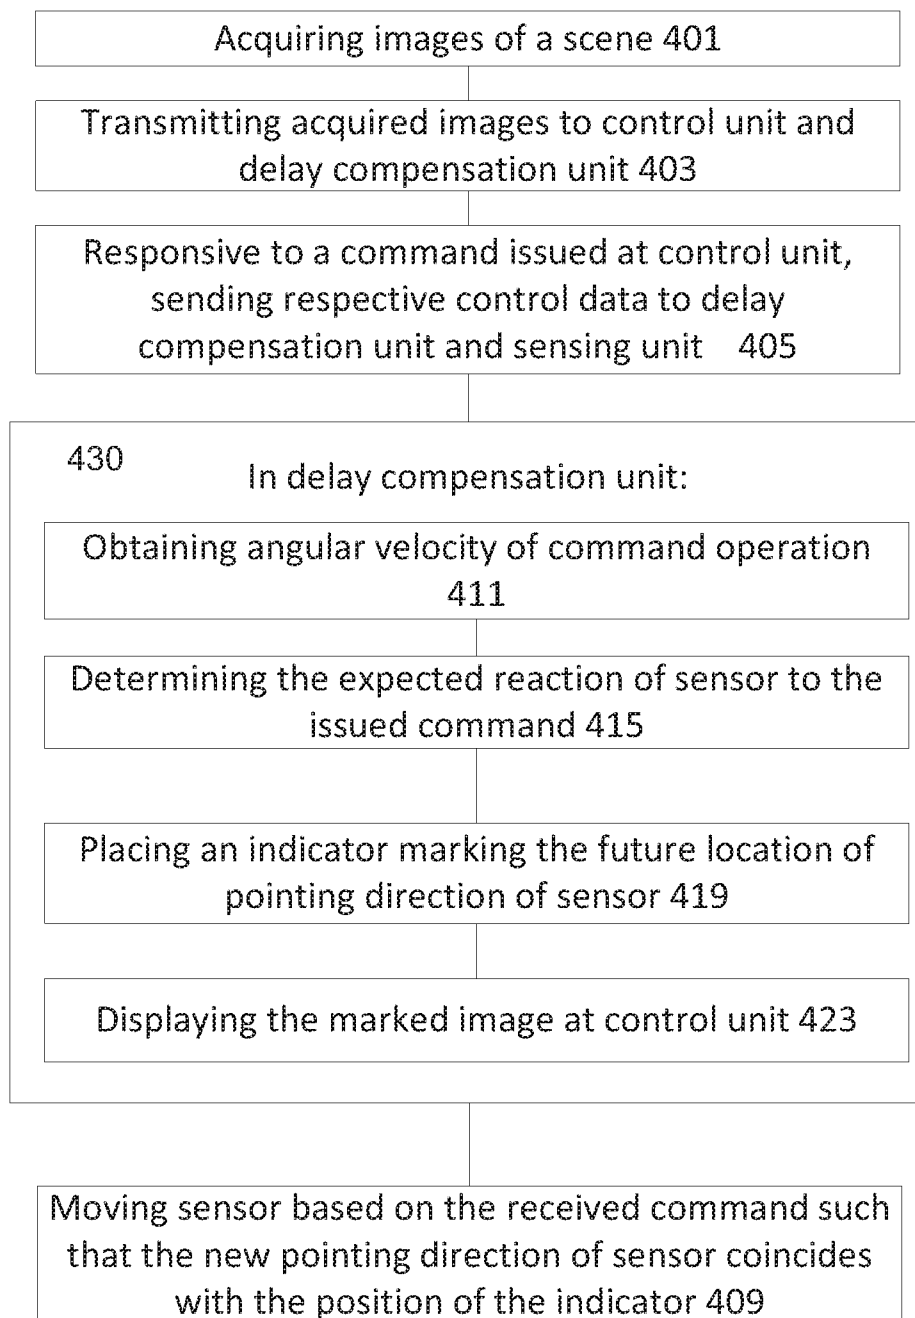 Acquiring images of a scene 401
Transmitting acquired images to control unit and
delay compensation unit 403
Responsive to a command issued at control unit,
sending respective control data to delay
compensation unit and sensing unit 405
430
In delay compensation unit:
Obtaining angular velocity of command operation
411
Determining the expected reaction of sensor to the
issued command 415
Placing an indicator marking the future location of
pointing direction of sensor 419
Displaying the marked image at control unit 423
Moving sensor based on the received command such
that the new pointing direction of sensor coincides
with the position of the indicator 409